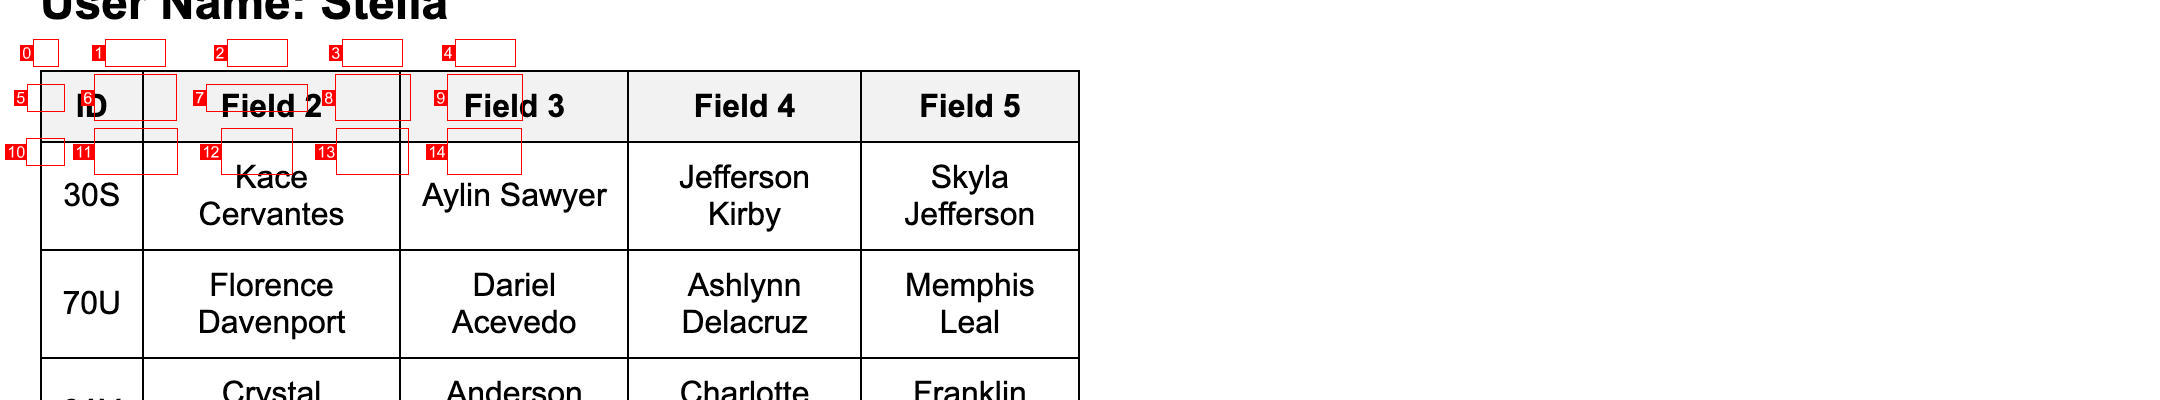 User Name: Stella
0 1 2 3 4
5 6 7 8 9
ID Field 2 Field 3 Field 4 Field 5
10 11 12 13 14
30S Kace Cervantes Aylin Sawyer Jefferson Kirby Skyla Jefferson
70U Florence Davenport Dariel Acevedo Ashlynn Delacruz Memphis Leal
Crystal Anderson Charlotte Franklin